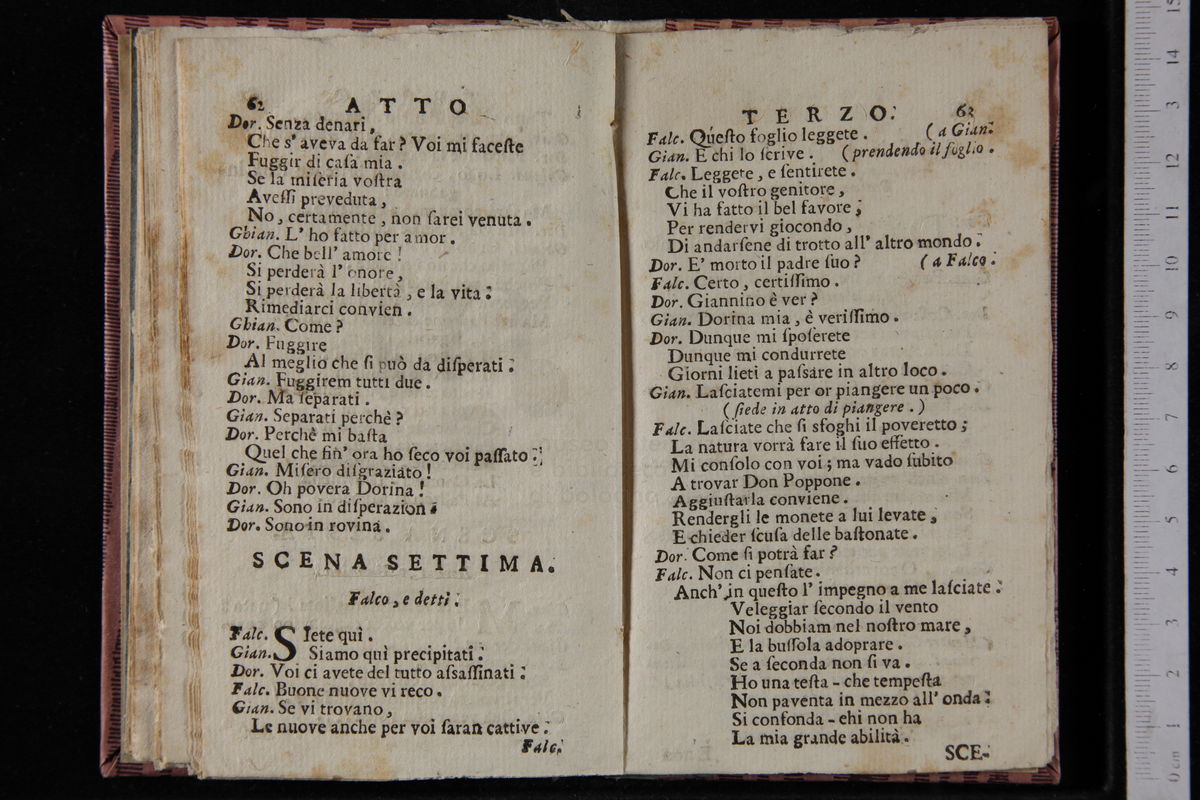 62 ATTO
Dor. Senza denari,
Che s' aveva da far? Voi mi faceſte
Fuggir di caſa mia.
Se la miſeria voſtra
Aveſſi preveduta,
No, certamente, non ſarei venuta.
Ghian. L' ho fatto per amor.
Dor. Che bell' amore!
Si perderà l' onore,
Si perderà la libertà, e la vita:
Rimediarci convien.
Ghian. Come?
Dor. Fuggire
Al meglio che ſi può da diſperati:
Gian. Fuggirem tutti due.
Dor. Ma ſeparati.
Gian. Separati perchè?
Dor. Perchè mi baſta
Quel che fin' ora ho ſeco voi paſſato:
Gian. Miſero diſgraziato!
Dor. Oh povera Dorina!
Gian. Sono in diſperazion.
Dor. Sono in rovina.
SCENA SETTIMA.
Falco, e detti:
Falc. SIete quì.
Gian. Siamo quì precipitati:
Dor. Voi ci avete del tutto aſsaſſinati:
Falc. Buone nuove vi reco.
Gian. Se vi trovano,
Le nuove anche per voi ſaran cattive:
Falc.
TERZO. 63
Falc. Queſto foglio leggete. (a Gian.
Gian. E chi lo ſcrive. (prendendo il foglio.
Falc. Leggete, e ſentirete.
Che il voſtro genitore,
Vi ha fatto il bel favore;
Per rendervi giocondo,
Di andarſene di trotto all' altro mondo.
Dor. E' morto il padre ſuo? (a Falco.
Falc. Certo, certiſſimo.
Dor. Giannino è ver?
Gian. Dorina mia, è veriſſimo.
Dor. Dunque mi ſpoſerete
Dunque mi condurrete
Giorni lieti a paſsare in altro loco.
Gian. Laſciatemi per or piangere un poco.
(ſiede in atto di piangere.)
Falc. Laſciate che ſi sfoghi il poveretto;
La natura vorrà fare il ſuo effetto.
Mi conſolo con voi; ma vado ſubito
A trovar Don Poppone.
Aggiuſtarla conviene.
Rendergli le monete a lui levate,
E chieder ſcuſa delle baſtonate.
Dor. Come ſi potrà far?
Falc. Non ci penſate.
Anch' in queſto l' impegno a me laſciate:
Veleggiar ſecondo il vento
Noi dobbiam nel noſtro mare,
E la buſſola adoprare.
Se a ſeconda non ſi va.
Ho una teſta - che tempeſta
Non paventa in mezzo all' onda:
Si confonda - chi non ha
La mia grande abilità.
SCE-